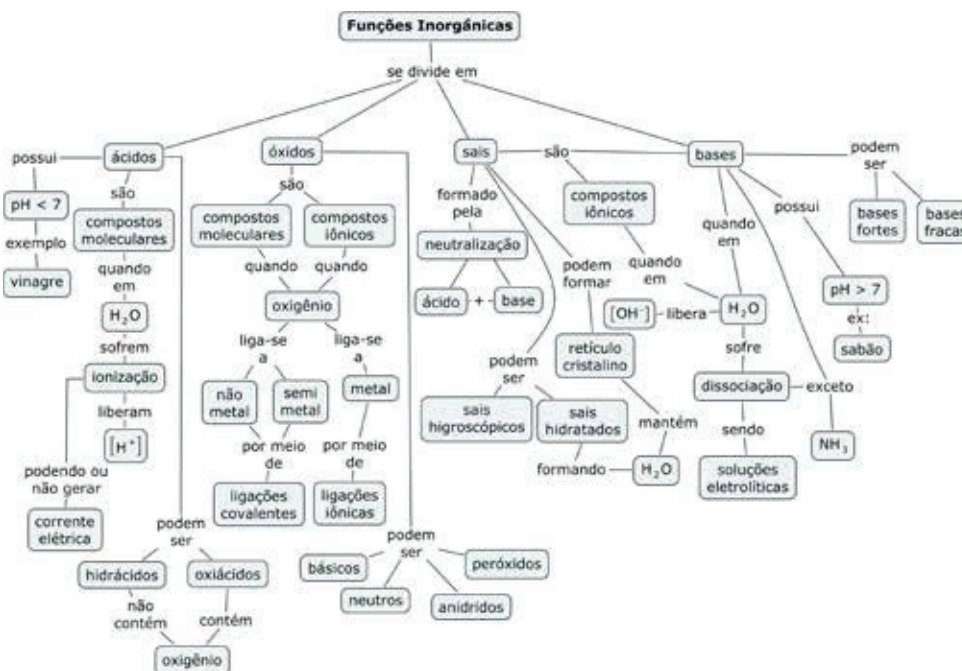 Funções Inorgánicas
se divide em
possui
ácidos
óxidos
sais
são
bases
podem
ser
pH < 7
são
são
formado
pela
compostos
iônicos
possui
bases
fortes
bases
fracas
exemplo
compostos
moleculares
compostos
moleculares
compostos
iônicos
neutralização
quando
em
vinagre
quando
em
quando
quando
podem
formar
quando
em
pH > 7
H₂O
oxigênio
ácido
+
base
[OH⁻]
libera
H₂O
ex:
sofrem
liga-se
a
liga-se
a
podem
ser
retículo
cristalino
sofre
sabão
ionização
não
metal
semi
metal
metal
dissociação
exceto
liberam
sais
higroscópicos
sais
hidratados
mantém
sendo
[H⁺]
por meio
de
por meio
de
formando
H₂O
soluções
eletrolíticas
NH₃
podendo ou
não gerar
ligações
covalentes
ligações
iônicas
corrente
elétrica
podem
ser
podem
ser
hidrácidos
oxiácidos
básicos
neutros
anidridos
peróxidos
não
contém
contém
oxigênio